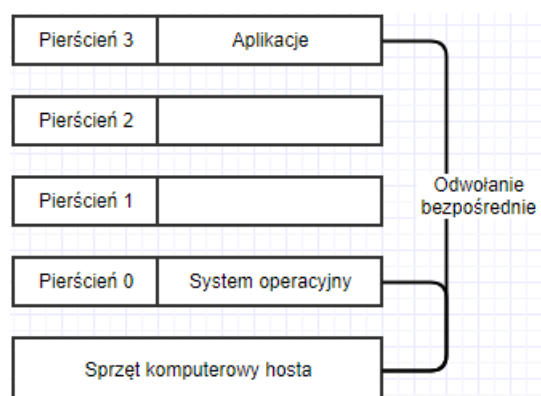 Pierścień 3 Aplikacje
Pierścień 2
Pierścień 1
Odwołanie
bezpośrednie
Pierścień 0 System operacyjny
Sprzęt komputerowy hosta